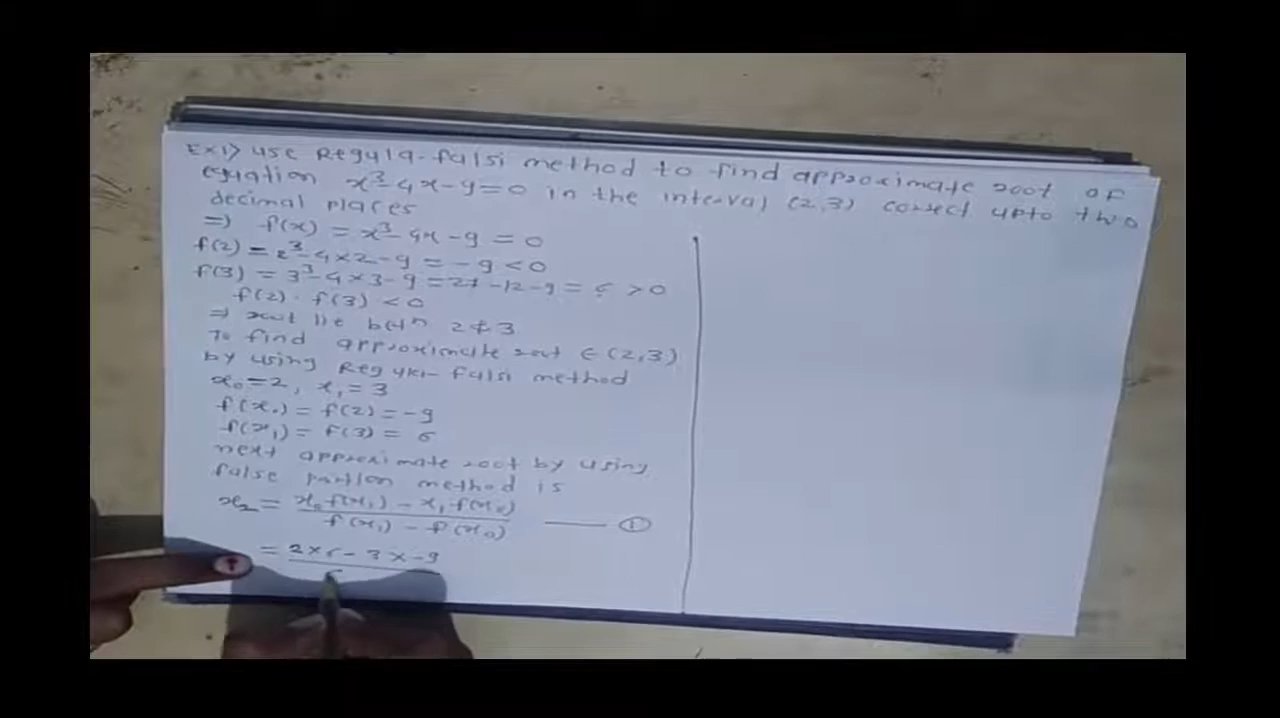 Ex1> use Regula-falsi method to find approximate root of
equation x³-4x-9=0 in the interval (2,3) correct upto two
decimal places
=) f(x) = x³-4x-9=0
f(2) = 2³-4×2-9 = -9<0
f(3) = 3³-4×3-9=27-12-9=6>0
f(2). f(3) <0
=) root lie betn 2 & 3
To find approximate root ∈(2,3)
by using Regula-falsi method
x₀=2, x₁=3
f(x₀) = f(2) = -9
f(x₁) = f(3) = 6
next approximate root by using
false method is
x₂ = x₀f(x₁) - x₁f(x₀)
f(x₁) - f(x₀) —— ①
= 2×6-3×-9
6